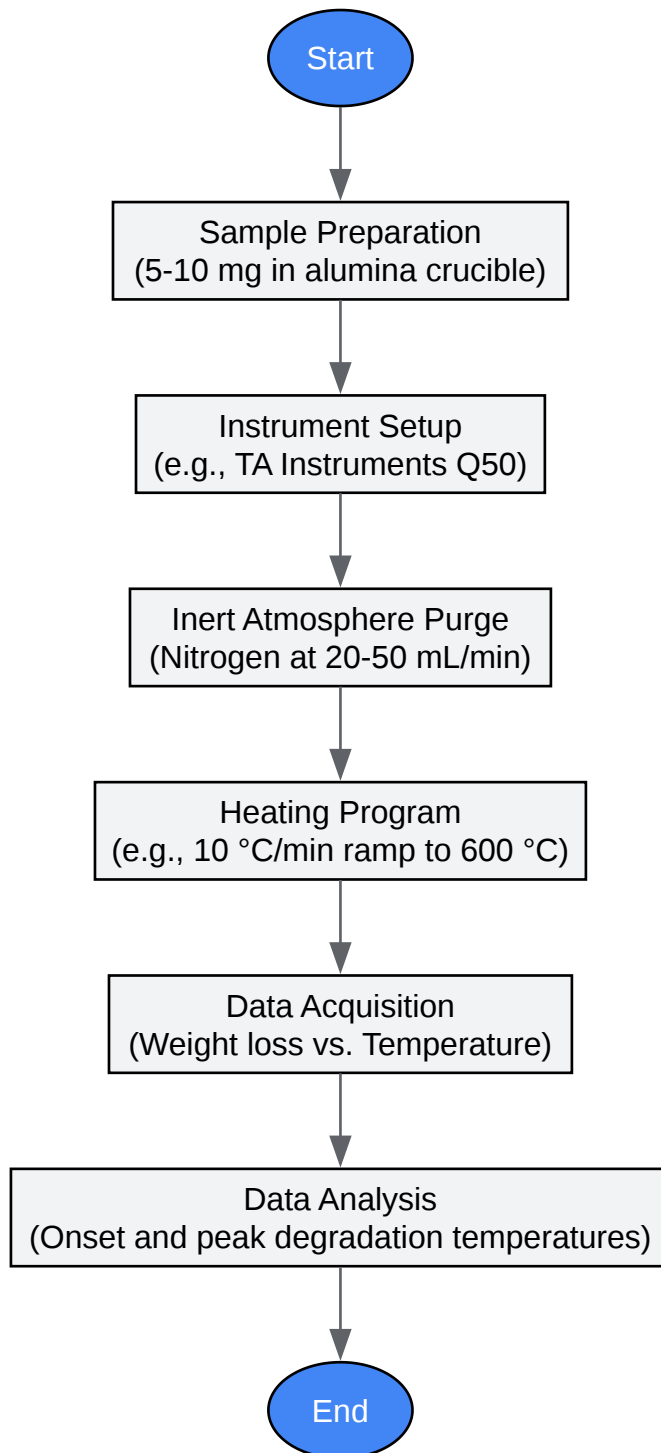 Start
Sample Preparation
(5-10 mg in alumina crucible)
Instrument Setup
(e.g., TA Instruments Q50)
Inert Atmosphere Purge
(Nitrogen at 20-50 mL/min)
Heating Program
(e.g., 10 °C/min ramp to 600 °C)
Data Acquisition
(Weight loss vs. Temperature)
Data Analysis
(Onset and peak degradation temperatures)
End